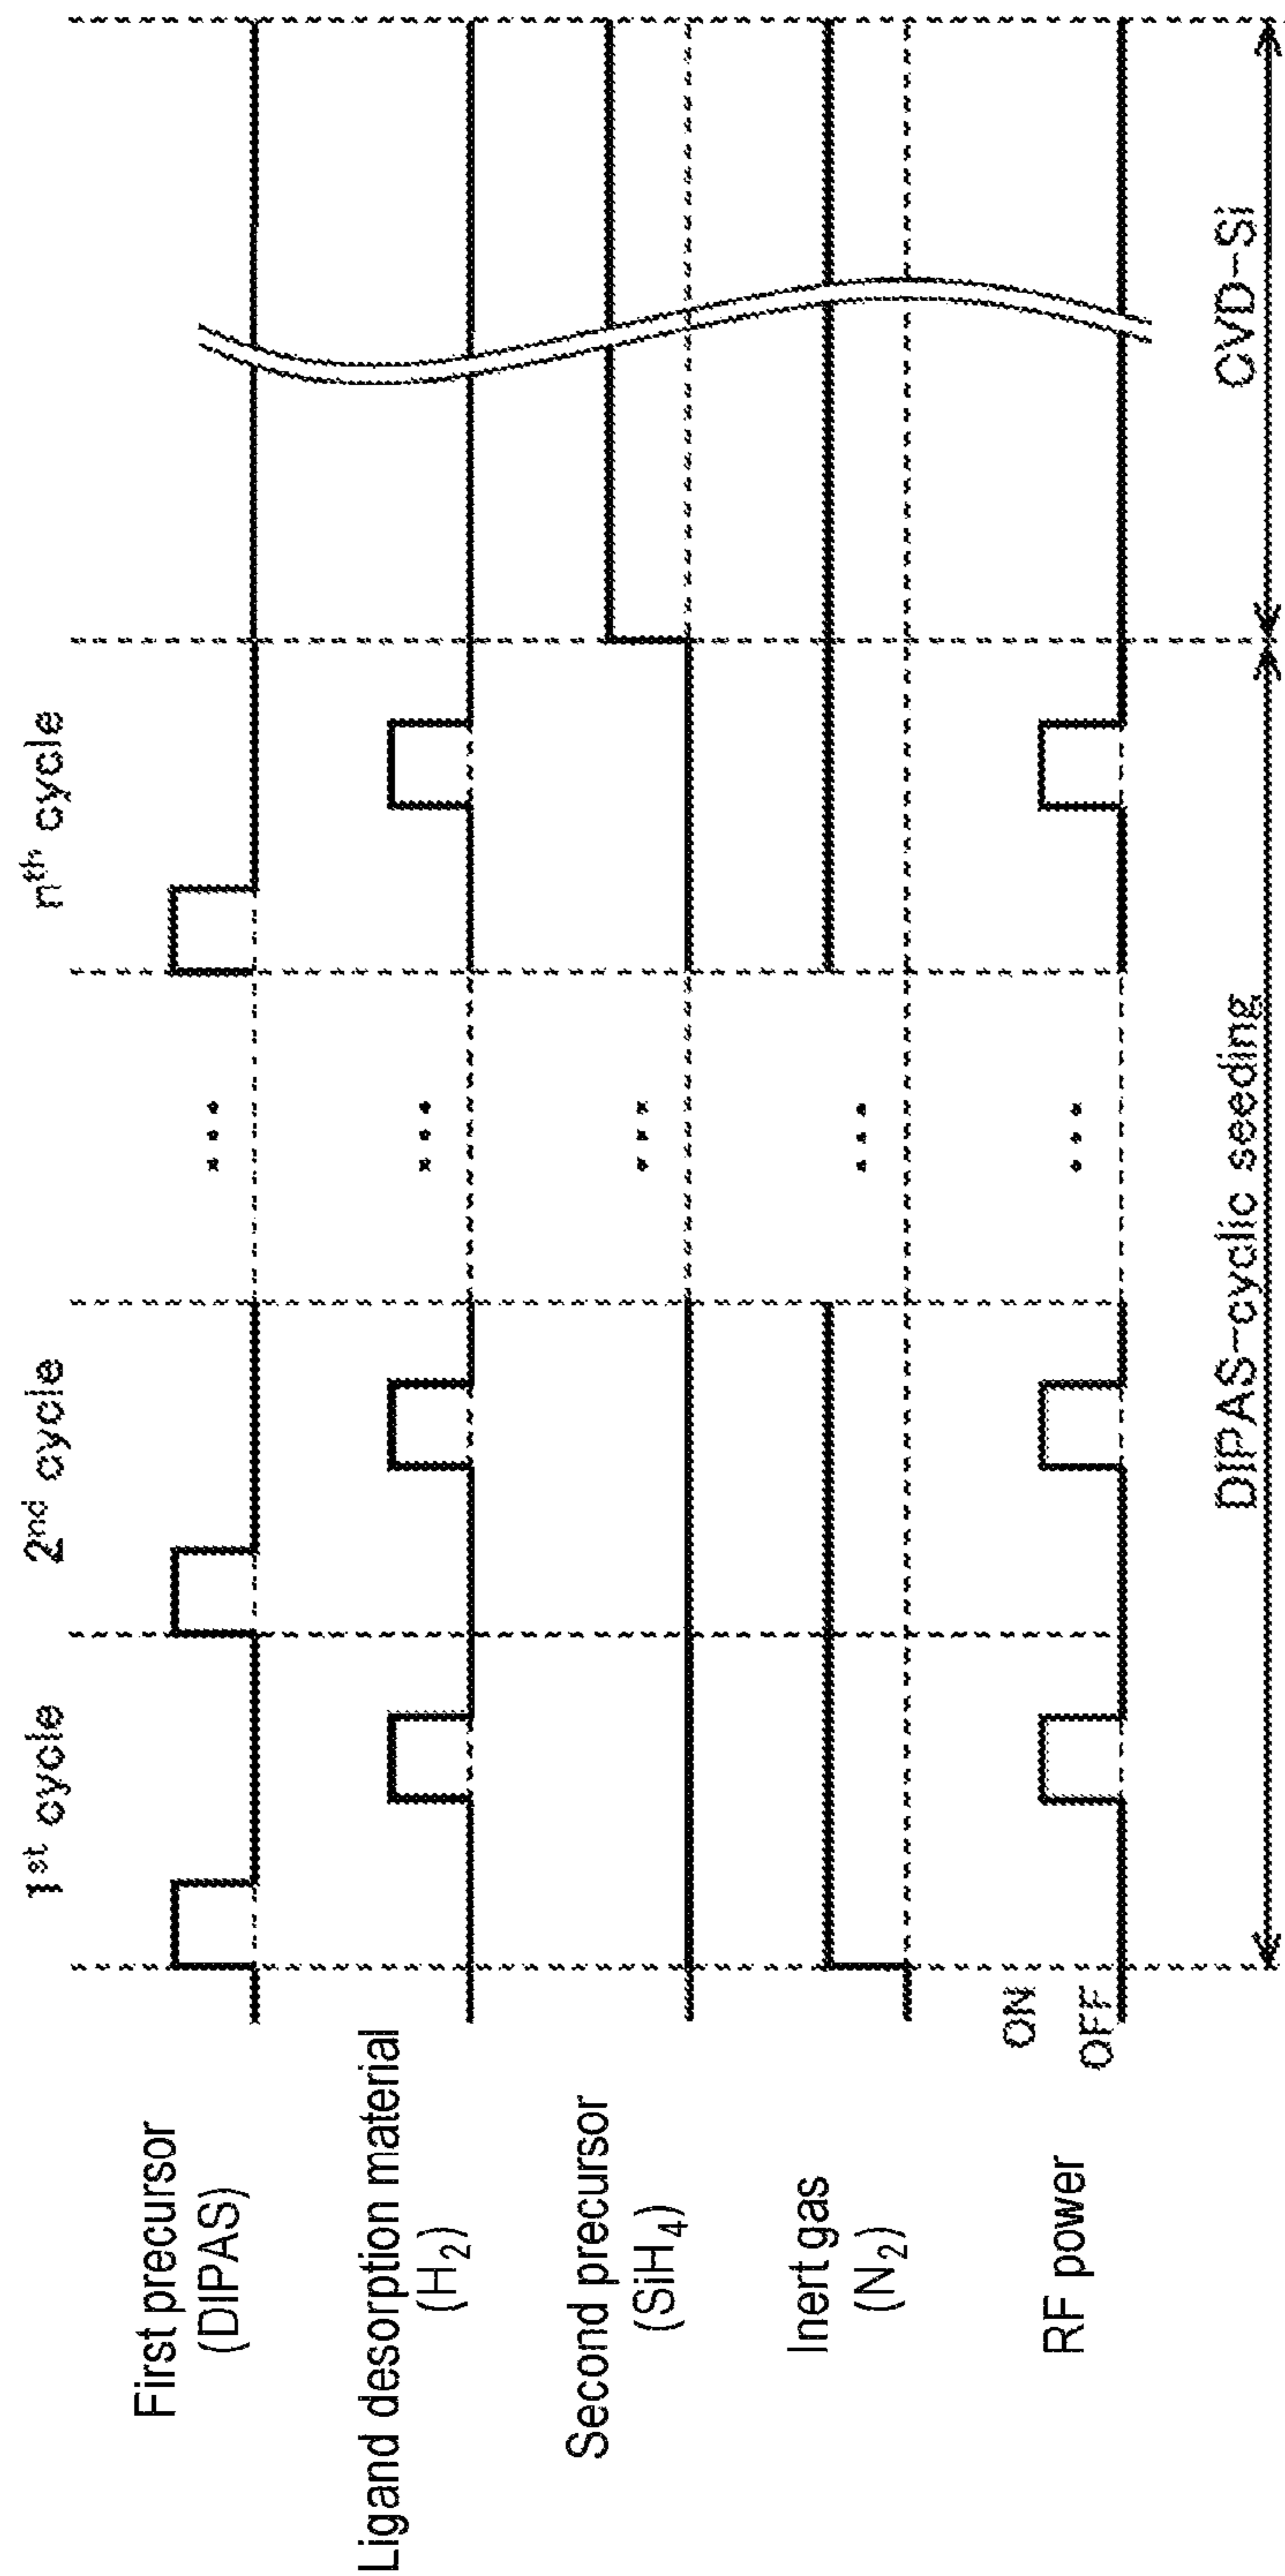 1st cycle
2nd cycle
nth cycle
First precursor
(DIPAS)
Ligand desorption material
(H2)
Second precursor
(SiH4)
Inert gas
(N2)
RF power
ON
OFF
DIPAS-cyclic seeding
CVD-Si